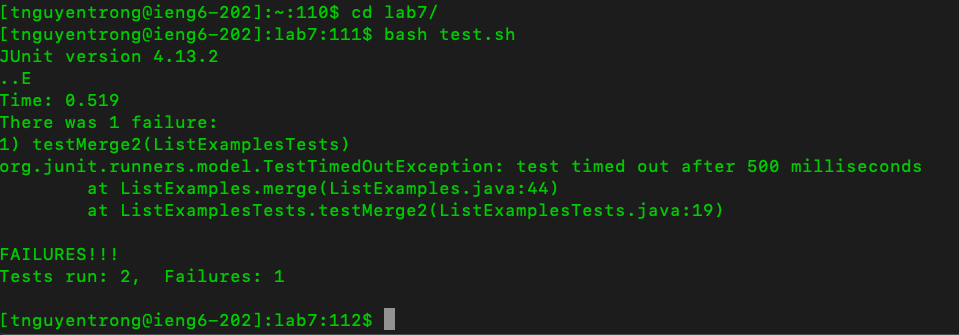 [tnguyentrong@ieng6-202]:~:110$ cd lab7/
[tnguyentrong@ieng6-202]:lab7:111$ bash test.sh
JUnit version 4.13.2
..E
Time: 0.519
There was 1 failure:
1) testMerge2(ListExamplesTests)
org.junit.runners.model.TestTimedOutException: test timed out after 500 milliseconds
        at ListExamples.merge(ListExamples.java:44)
        at ListExamplesTests.testMerge2(ListExamplesTests.java:19)
FAILURES!!!
Tests run: 2,  Failures: 1
[tnguyentrong@ieng6-202]:lab7:112$